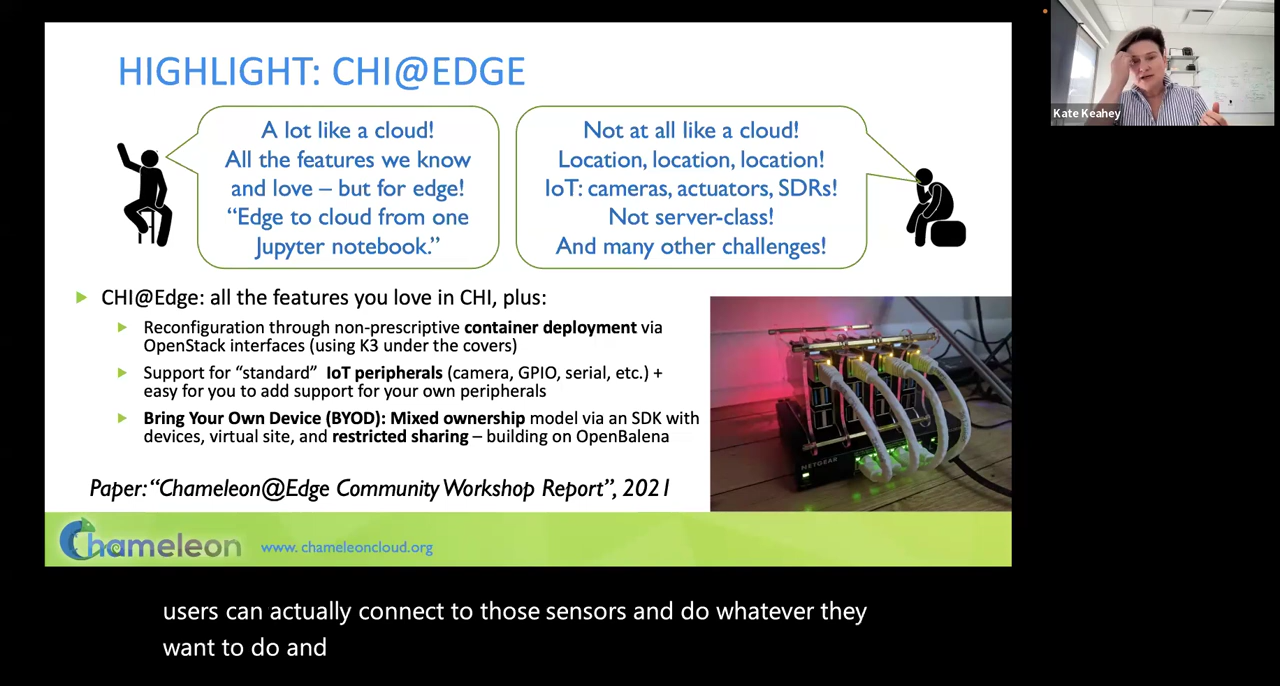 HIGHLIGHT: CHI@EDGE
A lot like a cloud!
All the features we know
and love – but for edge!
“Edge to cloud from one
Jupyter notebook.”
Not at all like a cloud!
Location, location, location!
IoT: cameras, actuators, SDRs!
Not server-class!
And many other challenges!
CHI@Edge: all the features you love in CHI, plus:
Reconfiguration through non-prescriptive container deployment via
OpenStack interfaces (using K3 under the covers)
Support for “standard” IoT peripherals (camera, GPIO, serial, etc.) +
easy for you to add support for your own peripherals
Bring Your Own Device (BYOD): Mixed ownership model via an SDK with
devices, virtual site, and restricted sharing – building on OpenBalena
Paper: “Chameleon@Edge Community Workshop Report”, 2021
NETGEAR
Chameleon
www. chameleoncloud.org
Kate Keahey
users can actually connect to those sensors and do whatever they
want to do and